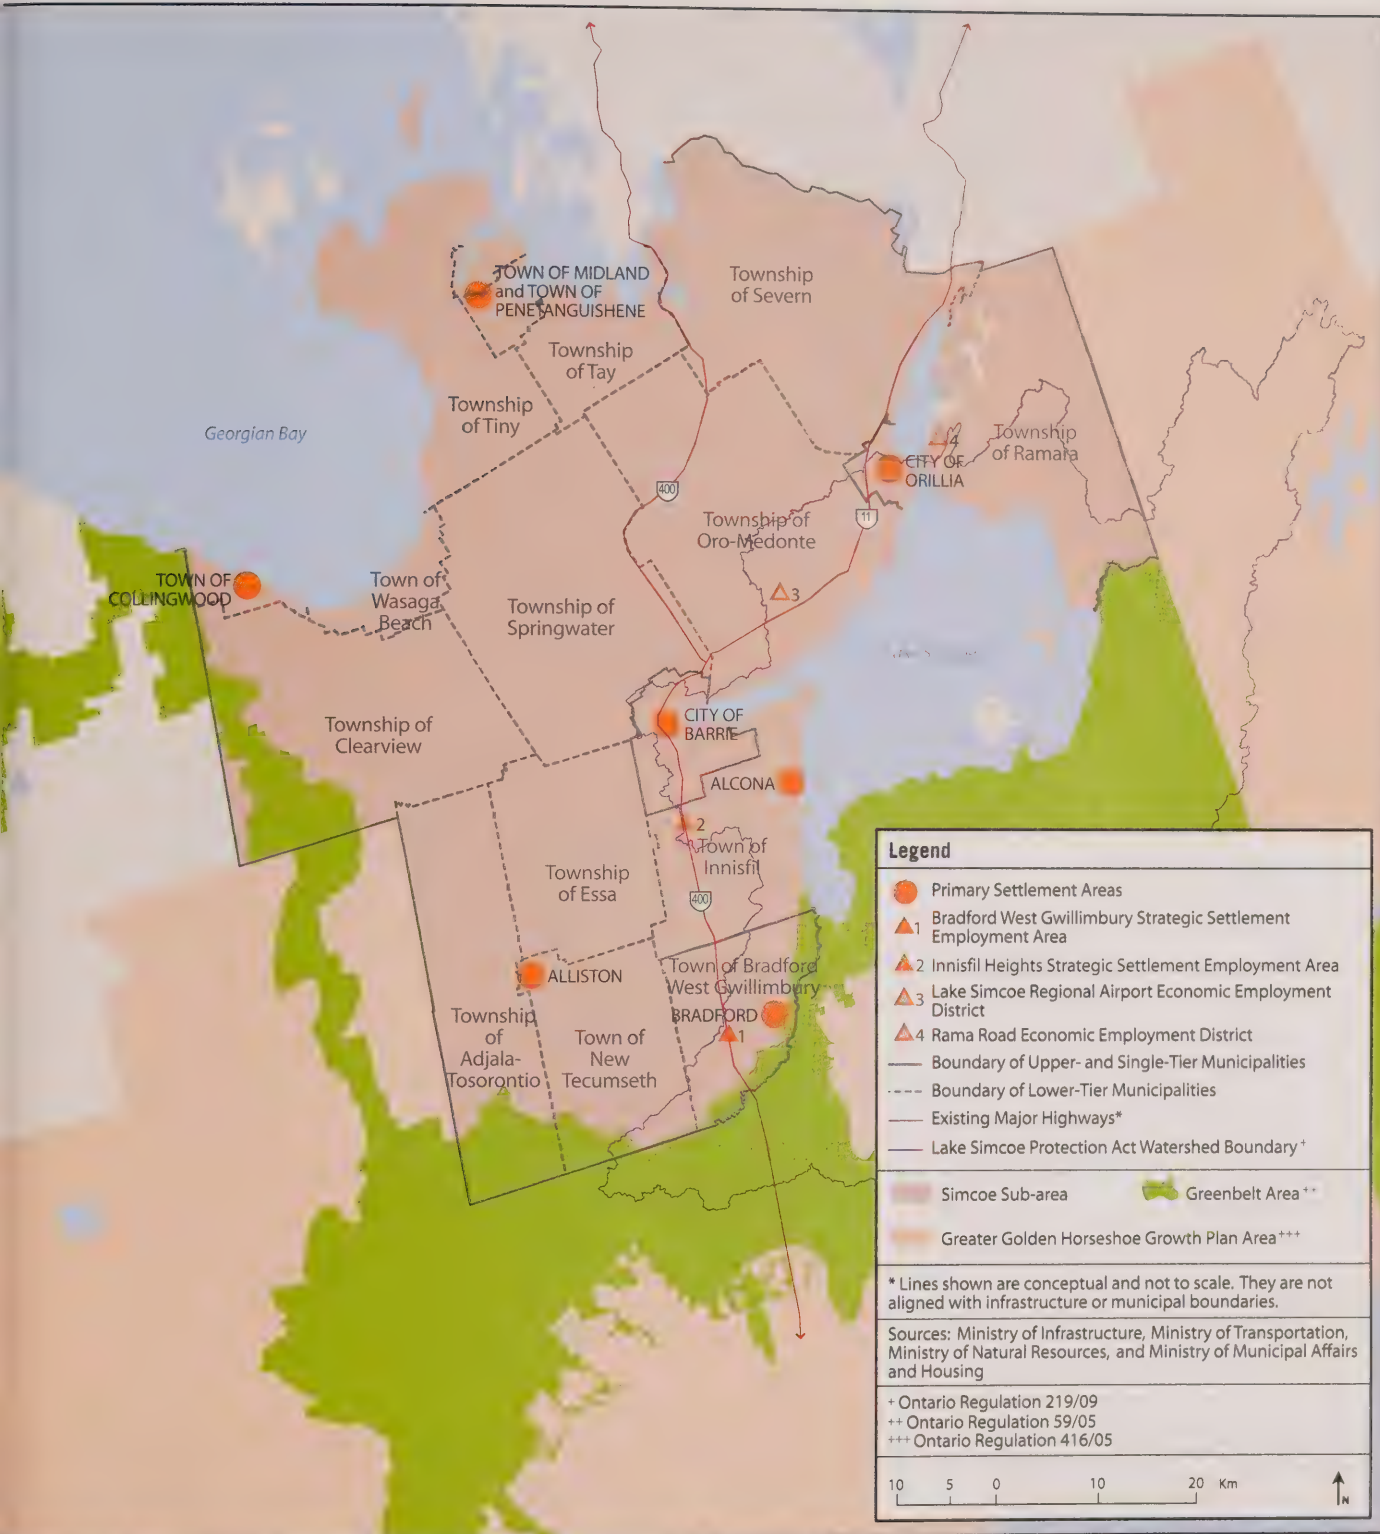 TOWN OF MIDLAND
and TOWN OF
PENETANGUISHENE
Township
of Severn
Township
of Tay
Township
of Tiny
Georgian Bay
Township
of Ramara
4
CITY OF
ORILLIA
400
11
Township of
Oro-Medonte
3
TOWN OF
COLLINGWOOD
Town of
Wasaga
Beach
Township of
Springwater
Township of
Clearview
CITY OF
BARRIE
ALCONA
2
Town of
Innisfil
Township
of Essa
400
ALLISTON
Town of Bradford
West Gwillimbury
BRADFORD
1
Township
of
Adjala-
Tosorontio
Town of
New
Tecumseth
Legend
Primary Settlement Areas
1 Bradford West Gwillimbury Strategic Settlement
Employment Area
2 Innisfil Heights Strategic Settlement Employment Area
3 Lake Simcoe Regional Airport Economic Employment
District
4 Rama Road Economic Employment District
Boundary of Upper- and Single-Tier Municipalities
Boundary of Lower-Tier Municipalities
Existing Major Highways*
Lake Simcoe Protection Act Watershed Boundary +
Simcoe Sub-area
Greenbelt Area ++
Greater Golden Horseshoe Growth Plan Area +++
* Lines shown are conceptual and not to scale. They are not
aligned with infrastructure or municipal boundaries.
Sources: Ministry of Infrastructure, Ministry of Transportation,
Ministry of Natural Resources, and Ministry of Municipal Affairs
and Housing
+ Ontario Regulation 219/09
++ Ontario Regulation 59/05
+++ Ontario Regulation 416/05
10 5 0 10 20 Km
N